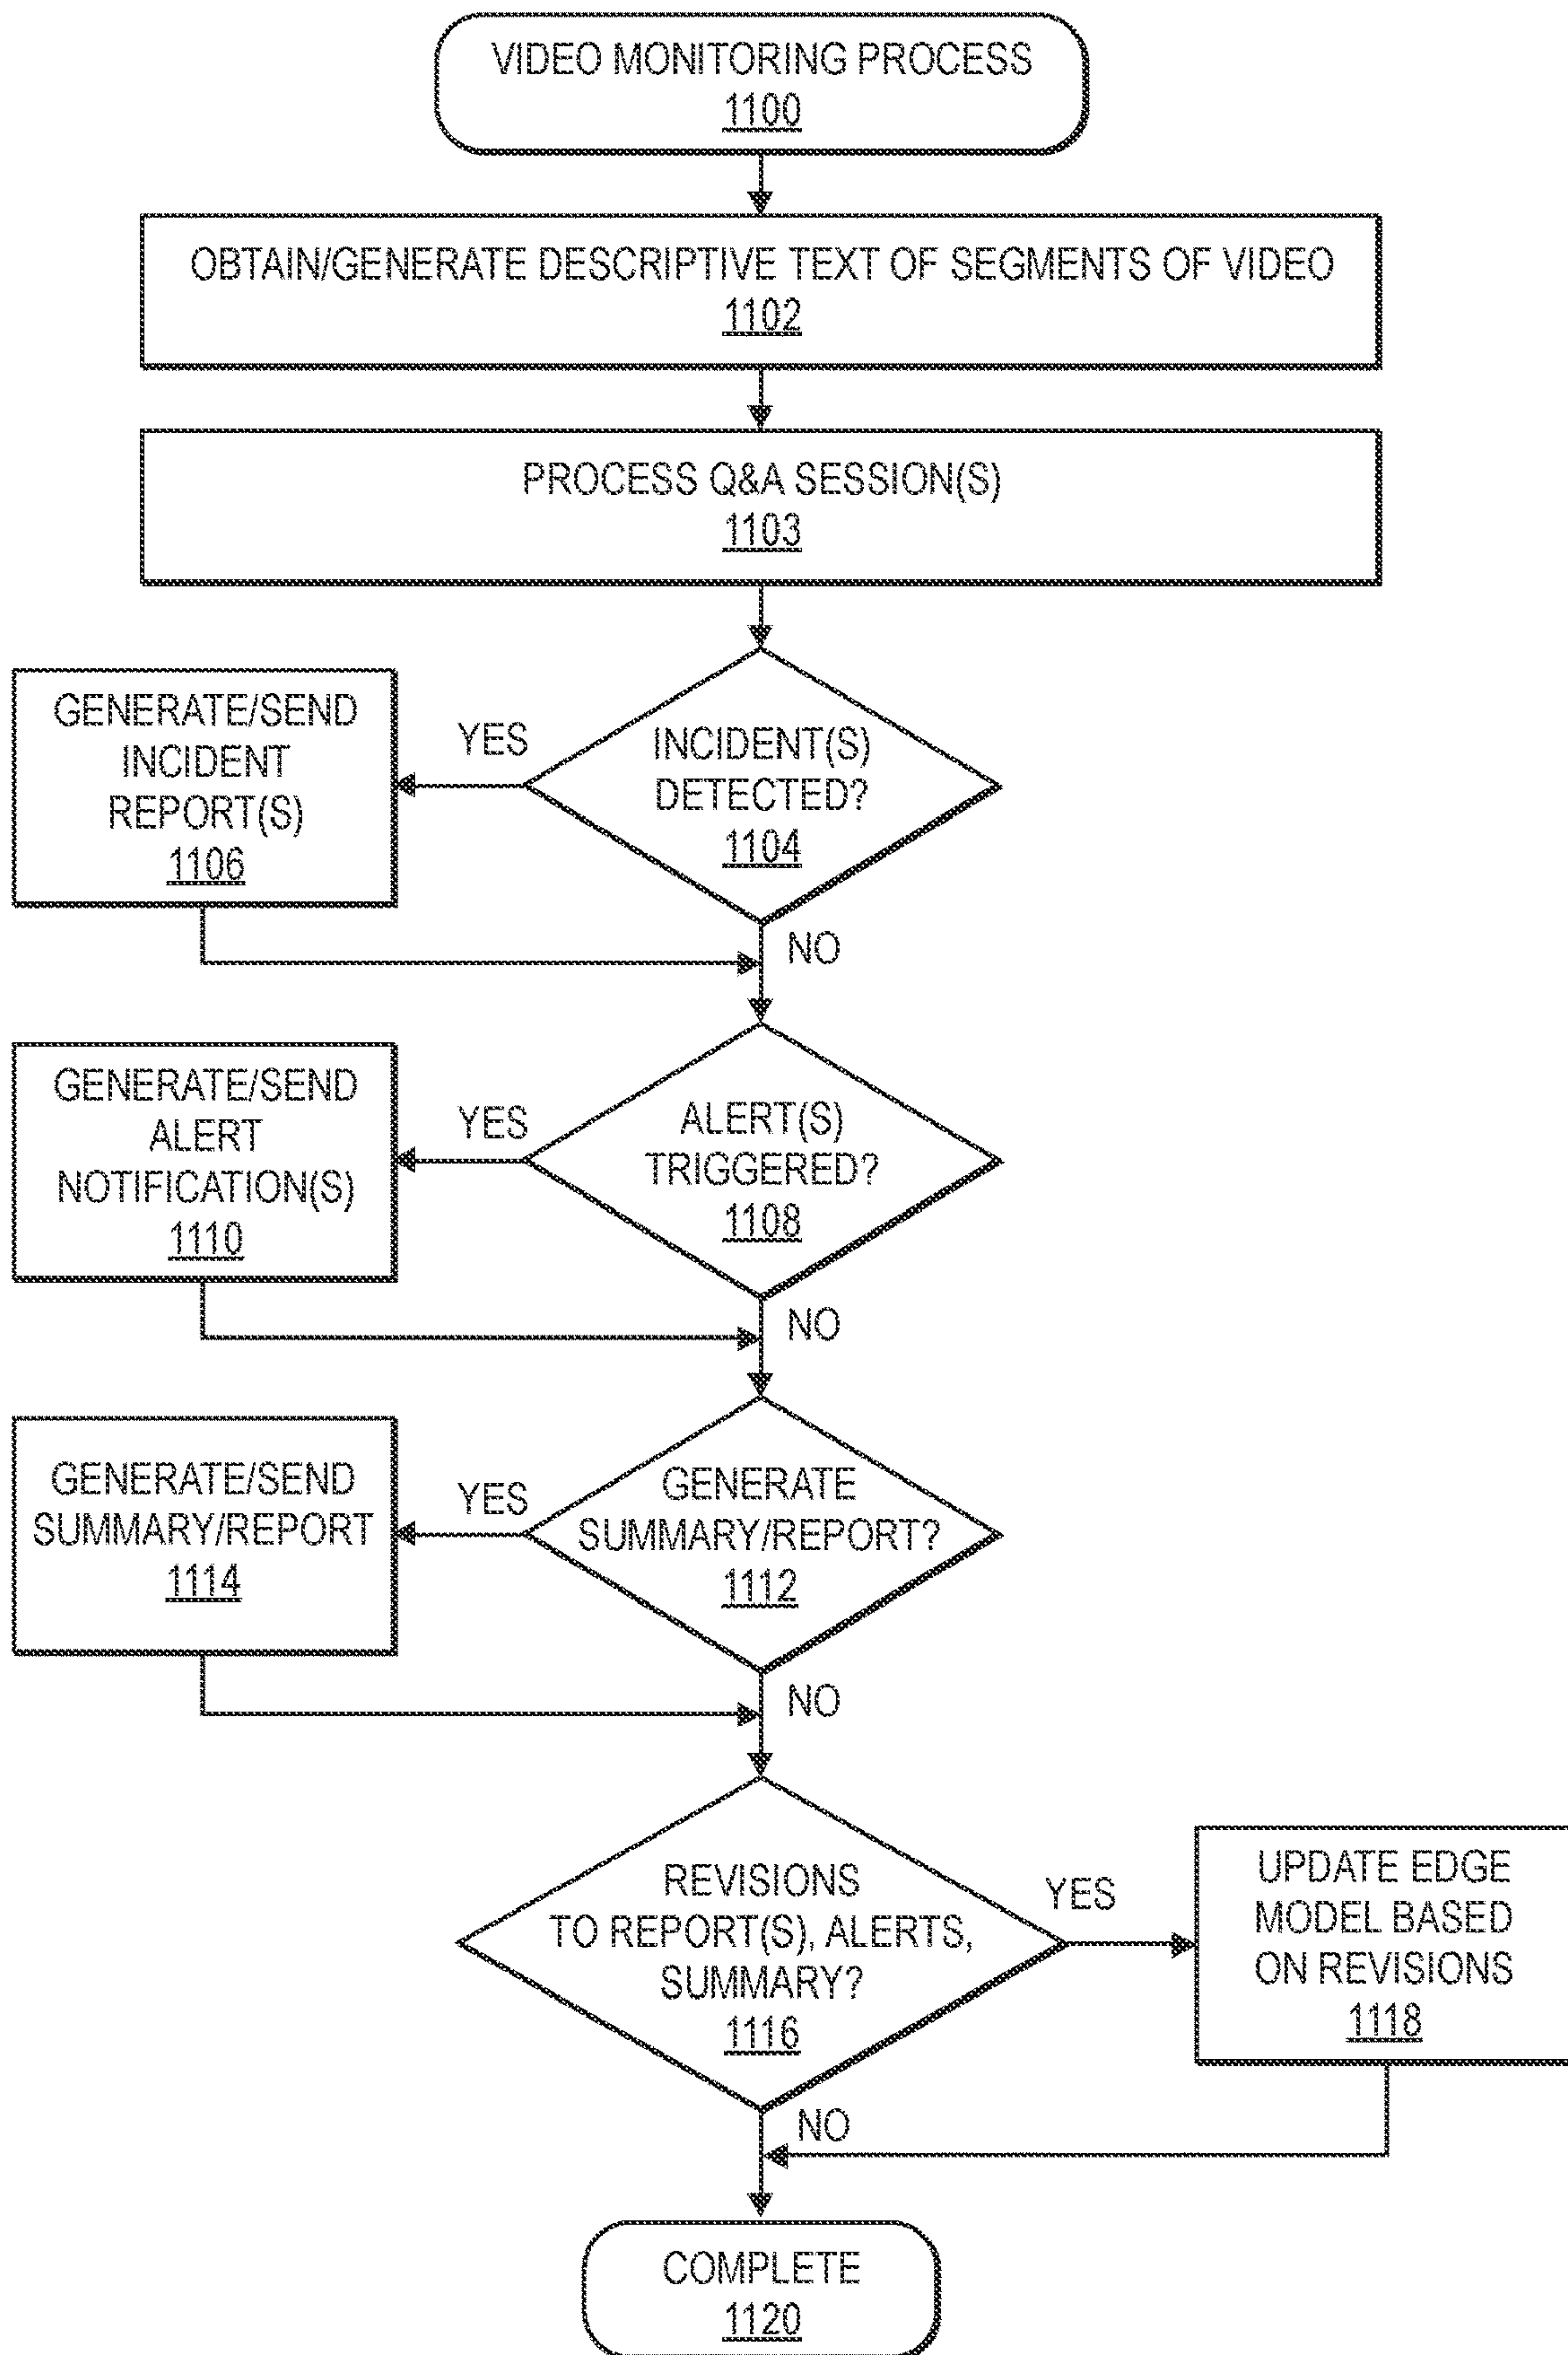 VIDEO MONITORING PROCESS
1100
OBTAIN/GENERATE DESCRIPTIVE TEXT OF SEGMENTS OF VIDEO
1102
PROCESS Q&A SESSION(S)
1103
INCIDENT(S)
DETECTED?
1104
YES
GENERATE/SEND
INCIDENT
REPORT(S)
1106
NO
ALERT(S)
TRIGGERED?
1108
YES
GENERATE/SEND
ALERT
NOTIFICATION(S)
1110
NO
GENERATE
SUMMARY/REPORT?
1112
YES
GENERATE/SEND
SUMMARY/REPORT
1114
NO
REVISIONS
TO REPORT(S), ALERTS,
SUMMARY?
1116
YES
UPDATE EDGE
MODEL BASED
ON REVISIONS
1118
NO
COMPLETE
1120